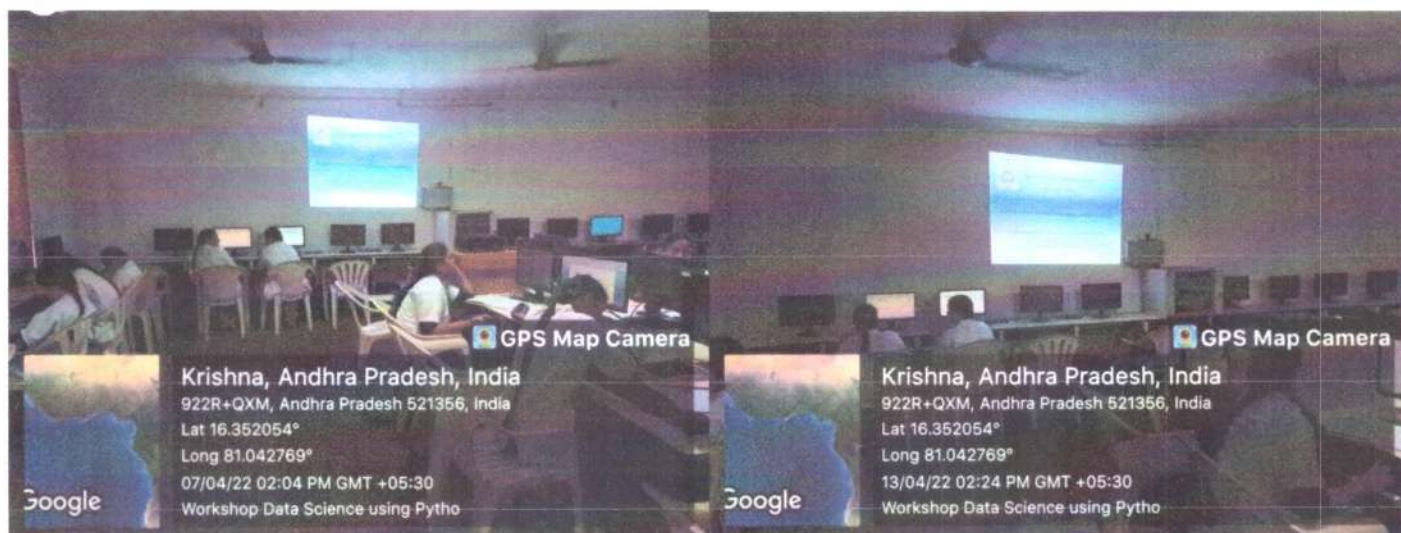 GPS Map Camera
Krishna, Andhra Pradesh, India
922R+QXM, Andhra Pradesh 521356, India
Lat 16.352054°
Long 81.042769°
07/04/22 02:04 PM GMT +05:30
Workshop Data Science using Pytho
Google
GPS Map Camera
Krishna, Andhra Pradesh, India
922R+QXM, Andhra Pradesh 521356, India
Lat 16.352054°
Long 81.042769°
13/04/22 02:24 PM GMT +05:30
Workshop Data Science using Pytho
Google